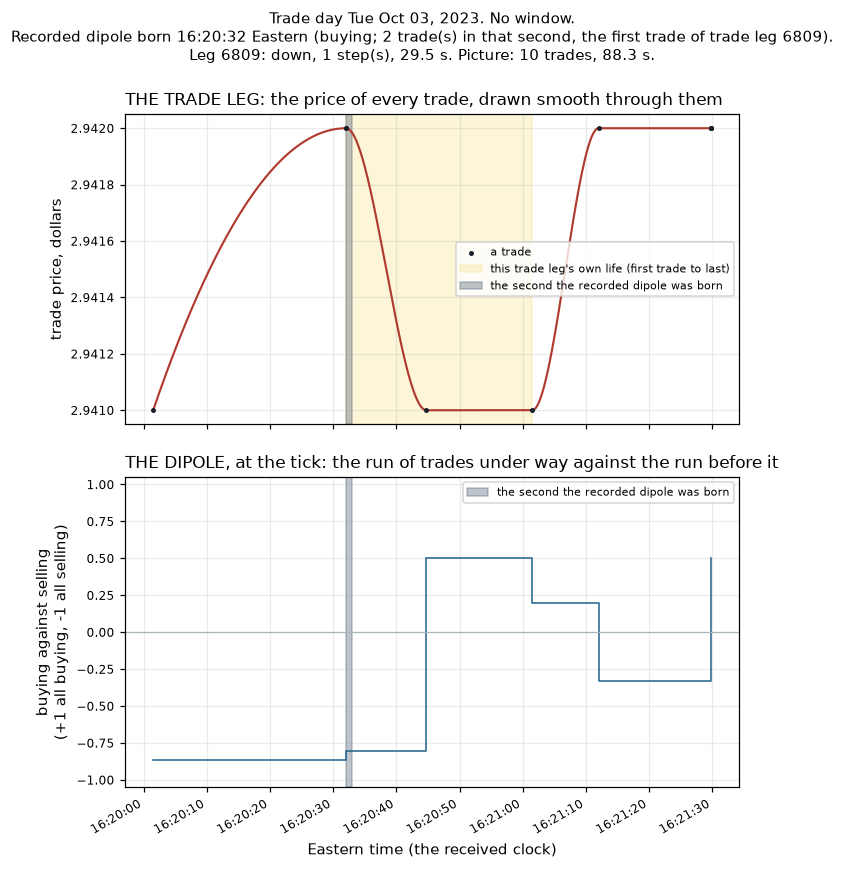 Trade day Tue Oct 03, 2023. No window.
Recorded dipole born 16:20:32 Eastern (buying; 2 trade(s) in that second, the first trade of trade leg 6809).
Leg 6809: down, 1 step(s), 29.5 s. Picture: 10 trades, 88.3 s.
THE TRADE LEG: the price of every trade, drawn smooth through them
trade price, dollars
2.9420
2.9418
2.9416
2.9414
2.9412
2.9410
a trade
this trade leg's own life (first trade to last)
the second the recorded dipole was born
THE DIPOLE, at the tick: the run of trades under way against the run before it
buying against selling
(+1 all buying, -1 all selling)
1.00
0.75
0.50
0.25
0.00
−0.25
−0.50
−0.75
−1.00
the second the recorded dipole was born
16:20:00
16:20:10
16:20:20
16:20:30
16:20:40
16:20:50
16:21:00
16:21:10
16:21:20
16:21:30
Eastern time (the received clock)